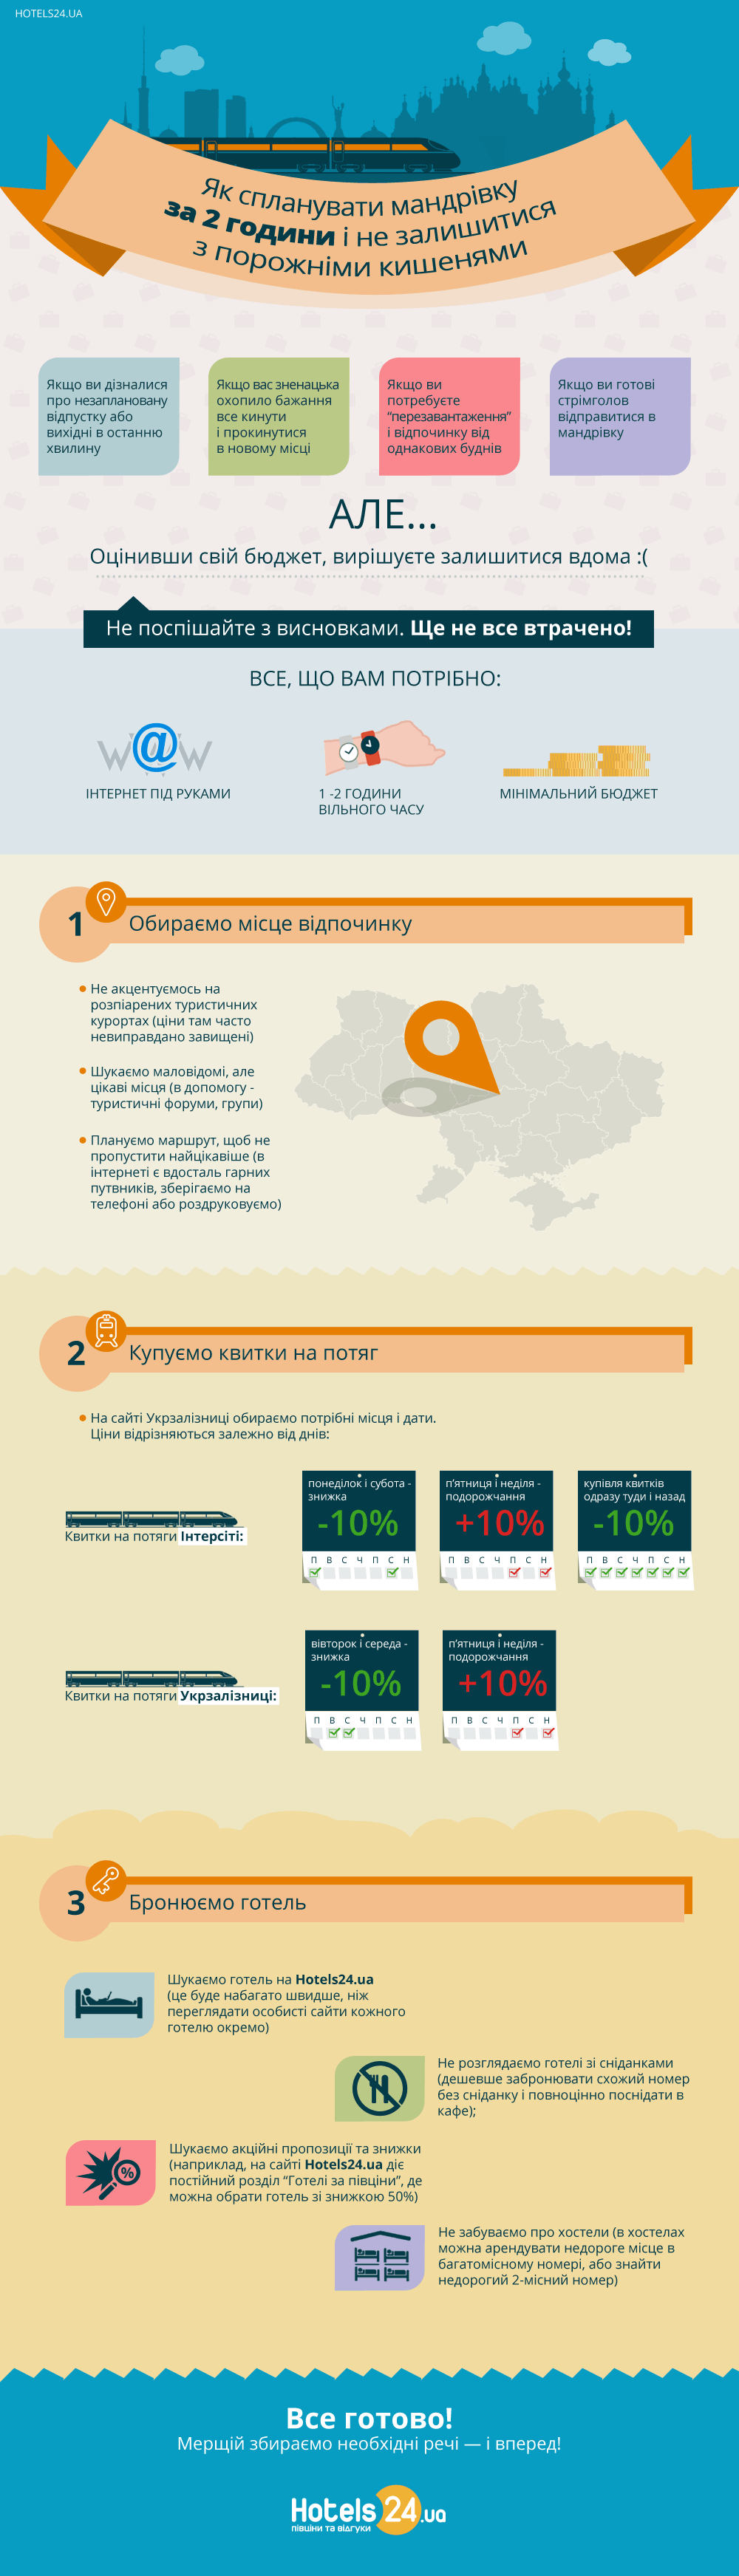 HOTELS24.UA
Як спланувати мандрівку
за 2 години і не залишитися
з порожніми кишенями
Якщо ви дізналися
про незаплановану
відпустку або
вихідні в останню
хвилину
Якщо вас зненацька
охопило бажання
все кинути
і прокинутися
в новому місці
Якщо ви
потребуєте
“перезавантаження”
і відпочинку від
однакових буднів
Якщо ви готові
стрімголов
відправитися в
мандрівку
АЛЕ...
Оцінивши свій бюджет, вирішуєте залишитися вдома :(
Не поспішайте з висновками. Ще не все втрачено!
ВСЕ, ЩО ВАМ ПОТРІБНО:
W@W
ІНТЕРНЕТ ПІД РУКАМИ
1 -2 ГОДИНИ
ВІЛЬНОГО ЧАСУ
МІНІМАЛЬНИЙ БЮДЖЕТ
1 Обираємо місце відпочинку
Не акцентуємось на
розпіарених туристичних
курортах (ціни там часто
невиправдано завищені)
Шукаємо маловідомі, але
цікаві місця (в допомогу -
туристичні форуми, групи)
Плануємо маршрут, щоб не
пропустити найцікавіше (в
інтернеті є вдосталь гарних
путвників, зберігаємо на
телефоні або роздруковуємо)
2 Купуємо квитки на потяг
На сайті Укрзалізниці обираємо потрібні місця і дати.
Ціни відрізняються залежно від днів:
Квитки на потяги Інтерсіті:
понеділок і субота -
знижка
-10%
П В С Ч П С Н
п’ятниця і неділя -
подорожчання
+10%
П В С Ч П С Н
купівля квитків
одразу туди і назад
-10%
П В С Ч П С Н
Квитки на потяги Укрзалізниці:
вівторок і середа -
знижка
-10%
П В С Ч П С Н
п’ятниця і неділя -
подорожчання
+10%
П В С Ч П С Н
3 Бронюємо готель
Шукаємо готель на Hotels24.ua
(це буде набагато швидше, ніж
переглядати особисті сайти кожного
готелю окремо)
Не розглядаємо готелі зі сніданками
(дешевше забронювати схожий номер
без сніданку і повноцінно поснідати в
кафе);
%
Шукаємо акційні пропозиції та знижки
(наприклад, на сайті Hotels24.ua діє
постійний розділ “Готелі за півціни”, де
можна обрати готель зі знижкою 50%)
Не забуваємо про хостели (в хостелах
можна арендувати недороге місце в
багатомісному номері, або знайти
недорогий 2-місний номер)
Все готово!
Мерщій збираємо необхідні речі — і вперед!
Hotels24.ua
півціни та відгуки